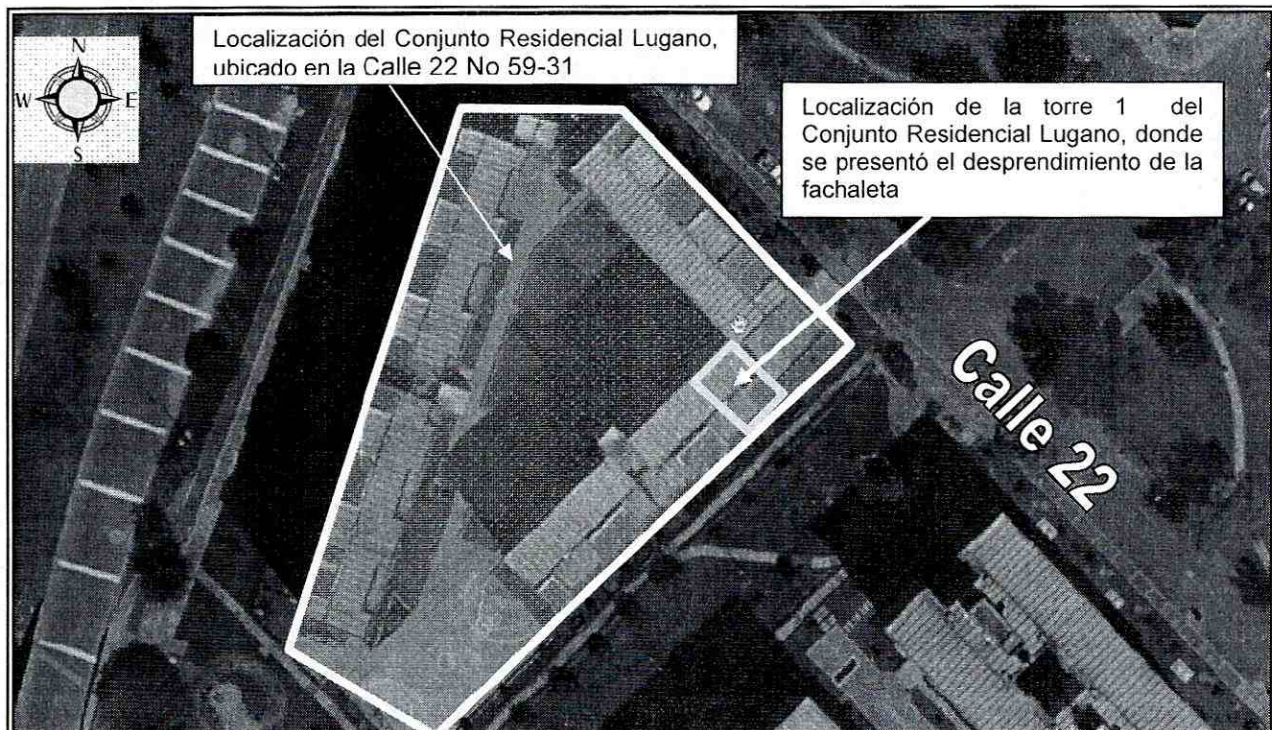 N
W E
S
Localización del Conjunto Residencial Lugano,
ubicado en la Calle 22 No 59-31
Localización de la torre 1 del
Conjunto Residencial Lugano, donde
se presentó el desprendimiento de la
fachaleta
Calle 22